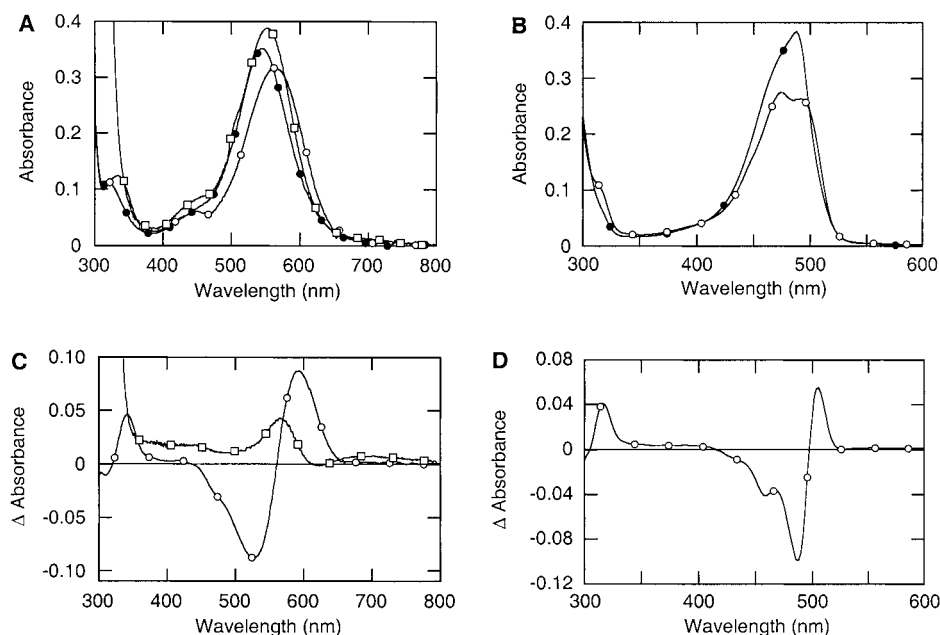 A
0.4
0.3
0.2
0.1
0
Absorbance
300 400 500 600 700 800
Wavelength (nm)
B
0.4
0.3
0.2
0.1
0
Absorbance
300 400 500 600
Wavelength (nm)
C
0.10
0.05
0
-0.05
-0.10
Δ Absorbance
300 400 500 600 700 800
Wavelength (nm)
D
0.08
0.04
0
-0.04
-0.08
-0.12
Δ Absorbance
300 400 500 600
Wavelength (nm)